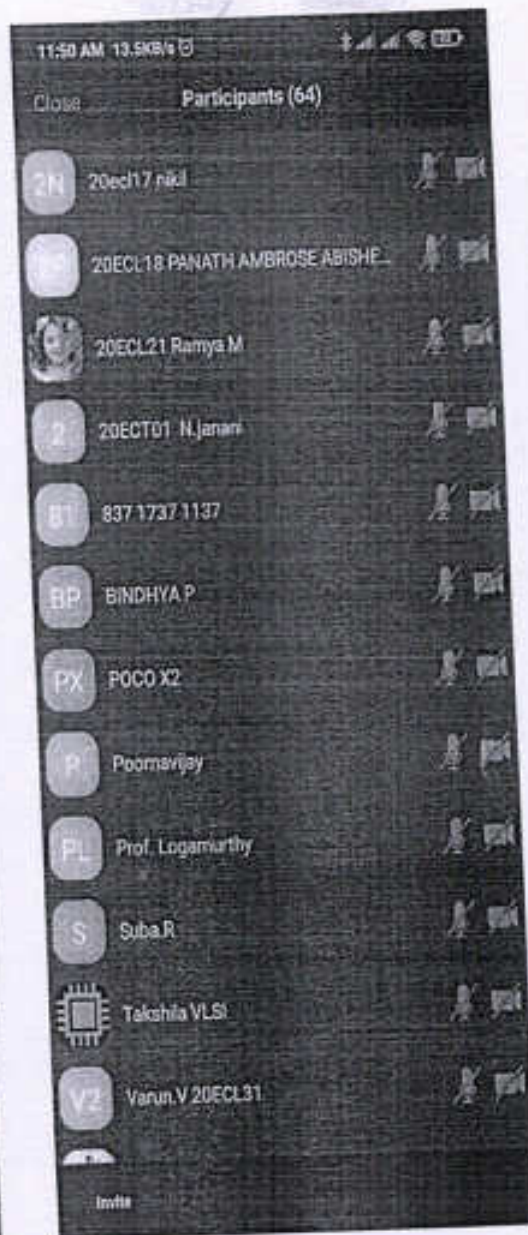 11:50 AM 13.5KB/s
Close Participants (64)
2N 20ecl17 nikil
20ECL18 PANATH AMBROSE ABISHE...
20ECL21 Ramya M
2 20ECT01 N.janani
81 837 1737 1137
BP BINDHYA P
PX POCO X2
P Poornavijay
PL Prof. Logamurthy
S Suba.R
Takshila VLSI
V2 Varun.V 20ECL31
Invite